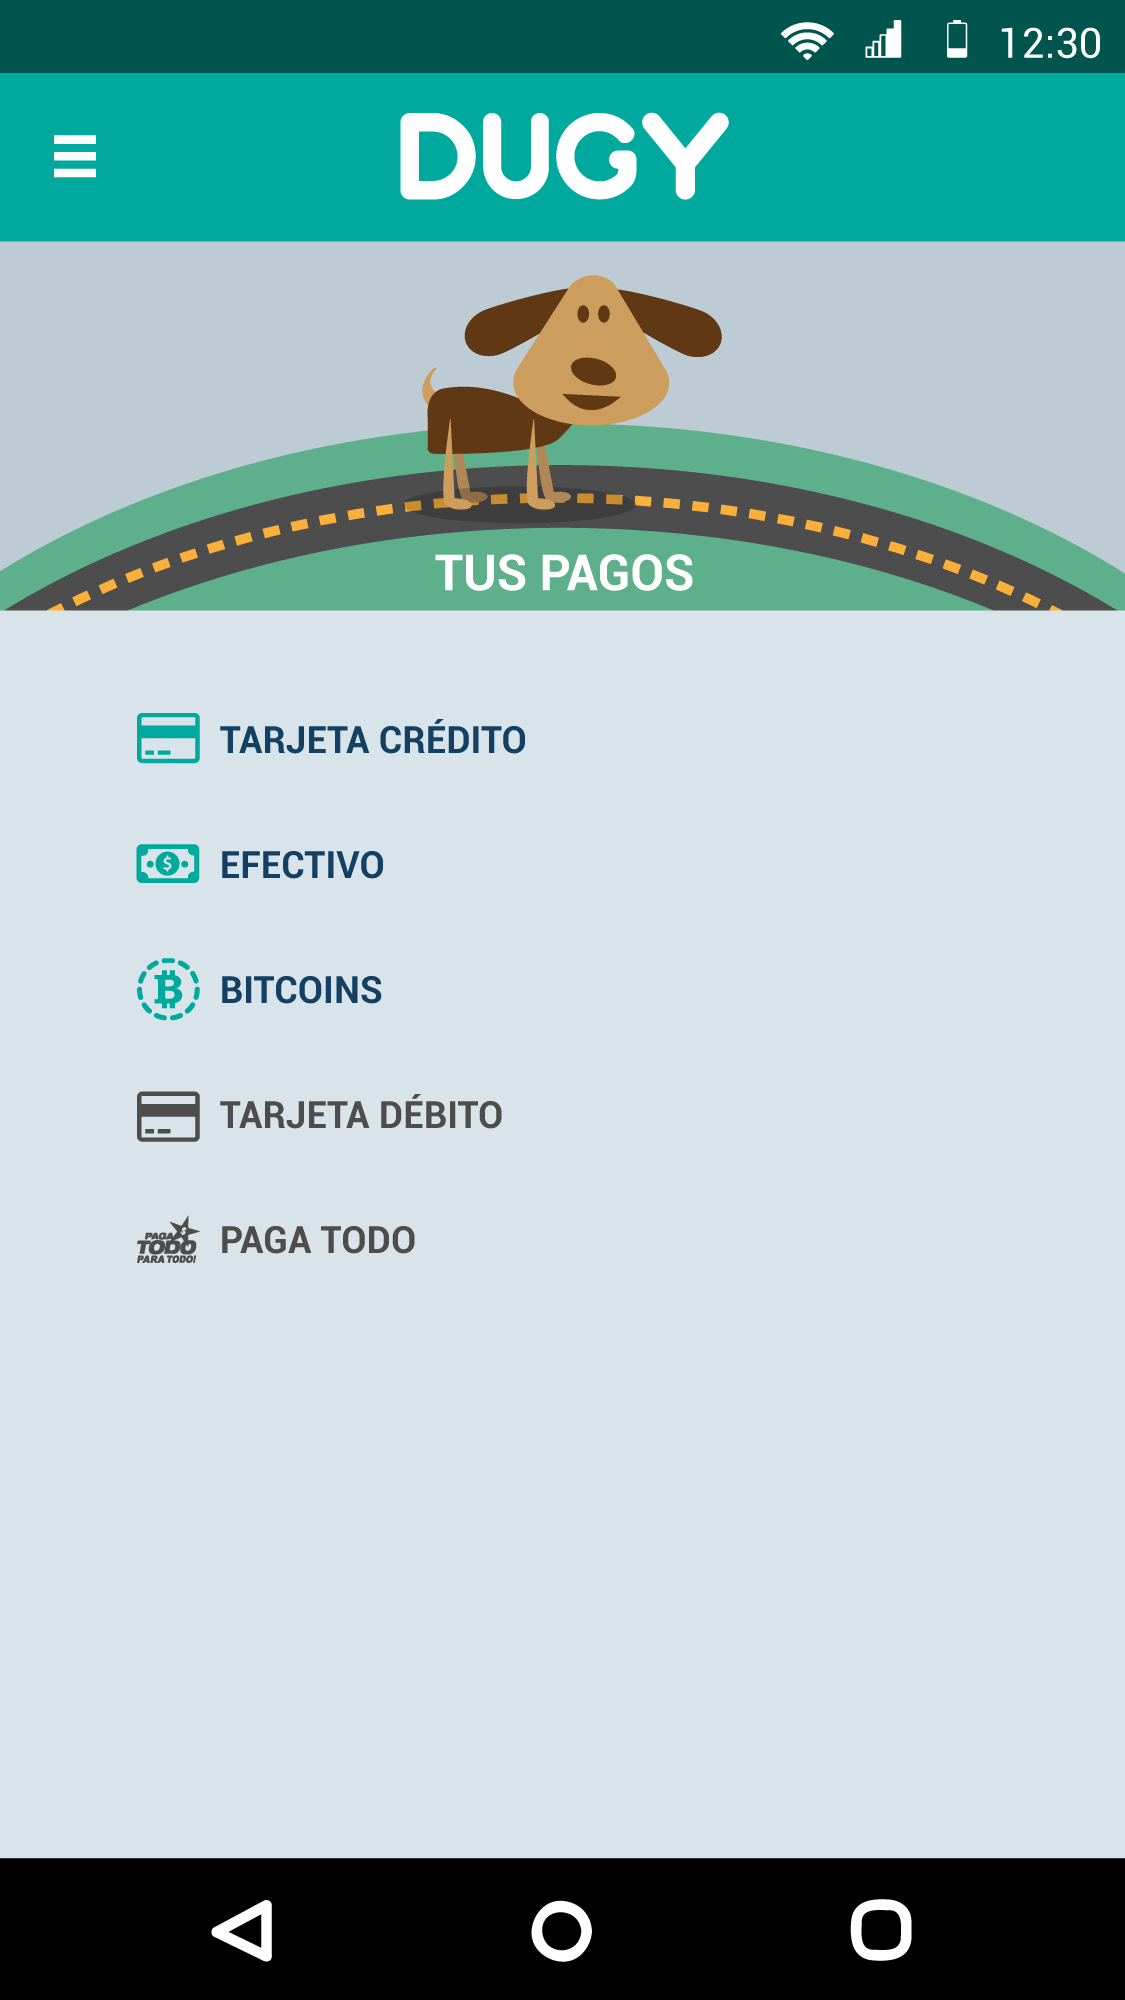 12:30
DUGY
TUS PAGOS
TARJETA CRÉDITO
$ EFECTIVO
BITCOINS
TARJETA DÉBITO
PAGA
TODO
PARA TODO!
PAGA TODO